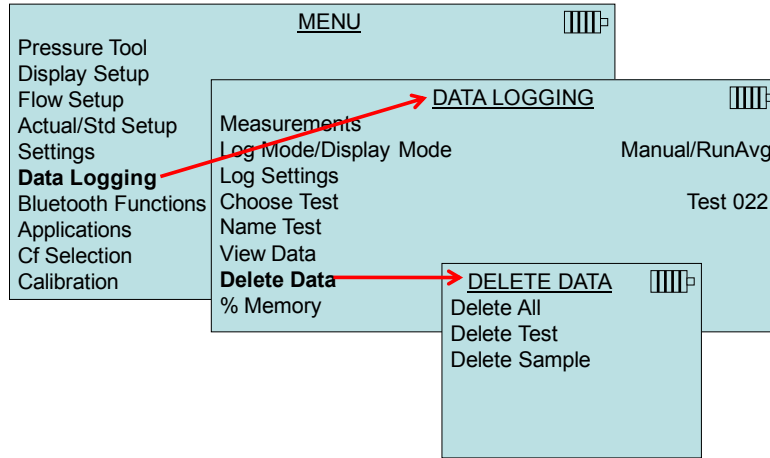 MENU
Pressure Tool
Display Setup
Flow Setup
Actual/Std Setup
Settings
Data Logging
Bluetooth Functions
Applications
Cf Selection
Calibration
DATA LOGGING
Measurements
Log Mode/Display Mode Manual/RunAvg
Log Settings
Choose Test Test 022
Name Test
View Data
Delete Data
% Memory
DELETE DATA
Delete All
Delete Test
Delete Sample